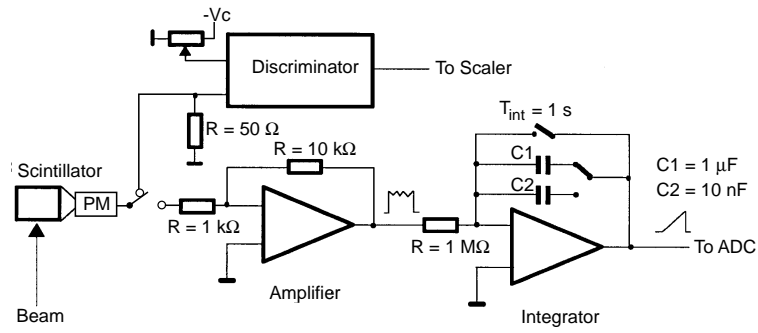 -Vc
Discriminator
To Scaler
R = 50 Ω
T_int = 1 s
R = 10 kΩ
C1
C2
C1 = 1 µF
C2 = 10 nF
Scintillator
PM
R = 1 kΩ
R = 1 MΩ
To ADC
Beam
Amplifier
Integrator